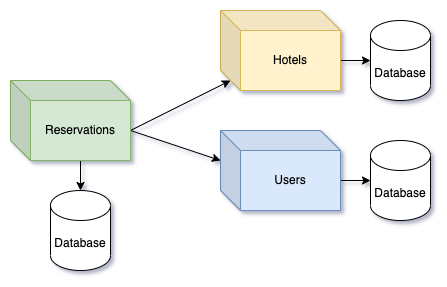 Hotels
Database
Reservations
Users
Database
Database